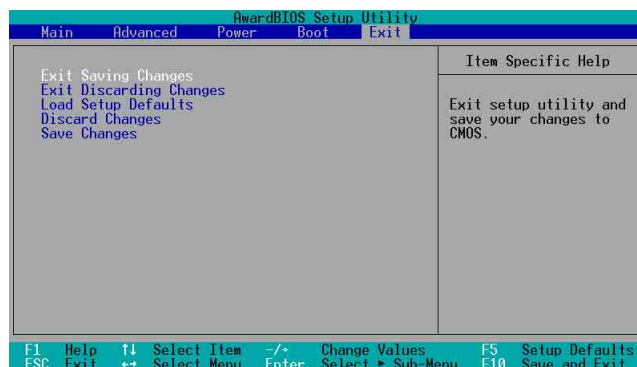 AwardBIOS Setup Utility
Main Advanced Power Boot Exit
Item Specific Help
Exit Saving Changes
Exit Discarding Changes
Load Setup Defaults
Discard Changes
Save Changes
Exit setup utility and
save your changes to
CMOS.
F1 Help ↑↓ Select Item -/+ Change Values F5 Setup Defaults
ESC Exit ←→ Select Menu Enter Select ► Sub-Menu F10 Save and Exit